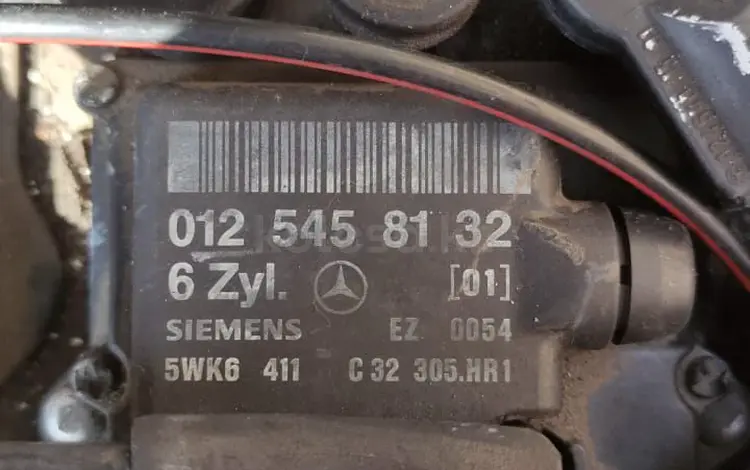 012 545 81 32
6 Zyl. [01]
SIEMENS EZ 0054
5WK6 411 C 32 305.HR1